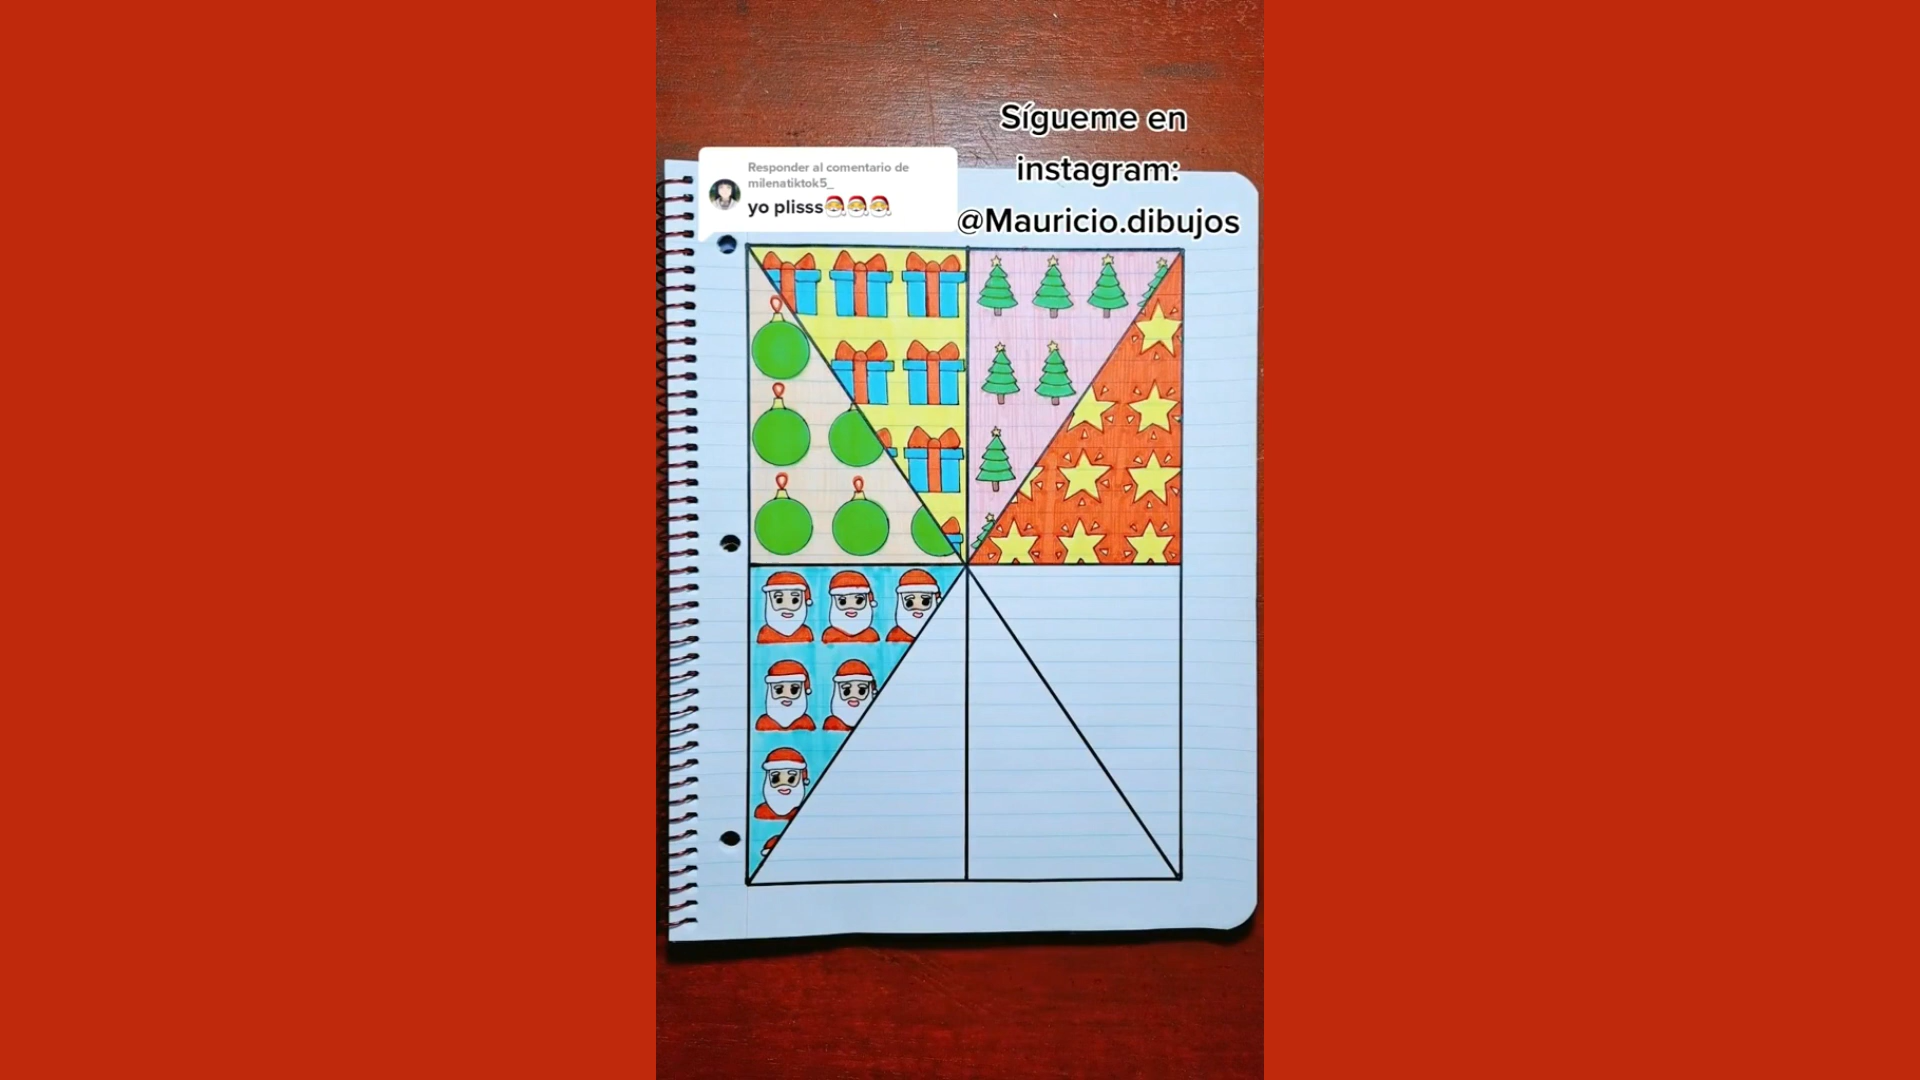 Sígueme en
instagram:
@Mauricio.dibujos
Responder al comentario de
milenatiktok5_
yo plisss🎅🎅🎅